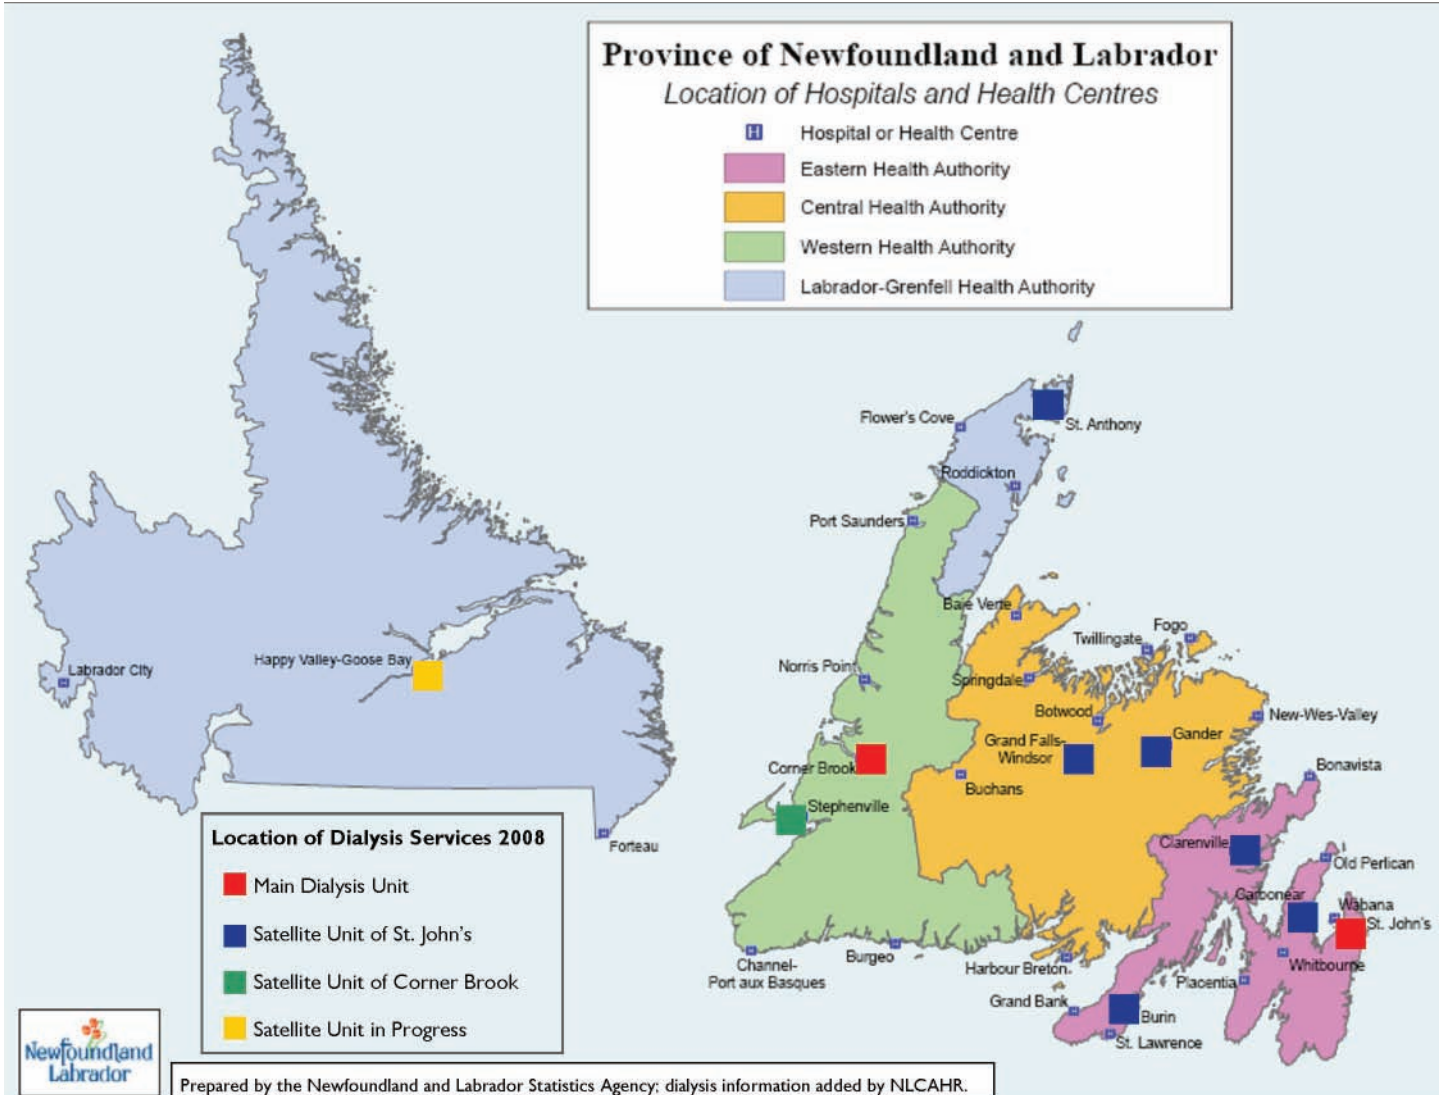 Province of Newfoundland and Labrador
Location of Hospitals and Health Centres
H Hospital or Health Centre
Eastern Health Authority
Central Health Authority
Western Health Authority
Labrador-Grenfell Health Authority
Flower's Cove
St. Anthony
Roddickton
Port Saunders
Baie Verte
Fogo
Twillingate
Norris Point
Springdale
Labrador City
Happy Valley-Goose Bay
Botwood
New-Wes-Valley
Grand Falls-
Windsor
Gander
Corner Brook
Buchans
Bonavista
Stephenville
Forteau
Clarenville
Old Perlican
Carbonear
Wabana
St. John's
Channel-
Port aux Basques
Burgeo
Harbour Breton
Whitbourne
Placentia
Grand Bank
Burin
St. Lawrence
Location of Dialysis Services 2008
Main Dialysis Unit
Satellite Unit of St. John's
Satellite Unit of Corner Brook
Satellite Unit in Progress
Newfoundland
Labrador
Prepared by the Newfoundland and Labrador Statistics Agency; dialysis information added by NLCAHR.